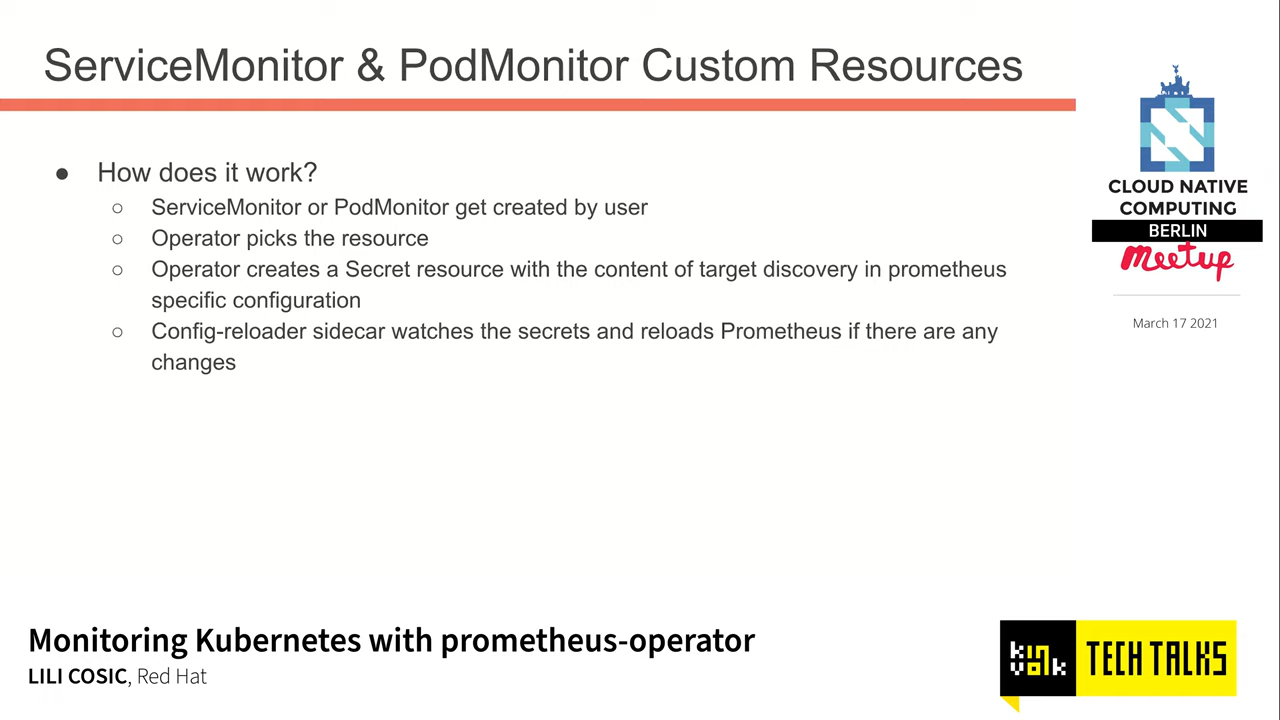 ServiceMonitor & PodMonitor Custom Resources
● How does it work?
○ ServiceMonitor or PodMonitor get created by user
○ Operator picks the resource
○ Operator creates a Secret resource with the content of target discovery in prometheus
specific configuration
○ Config-reloader sidecar watches the secrets and reloads Prometheus if there are any
changes
CLOUD NATIVE
COMPUTING
BERLIN
Meetup
March 17 2021
Monitoring Kubernetes with prometheus-operator
LILI COSIC, Red Hat
kinvolk
TECH TALKS